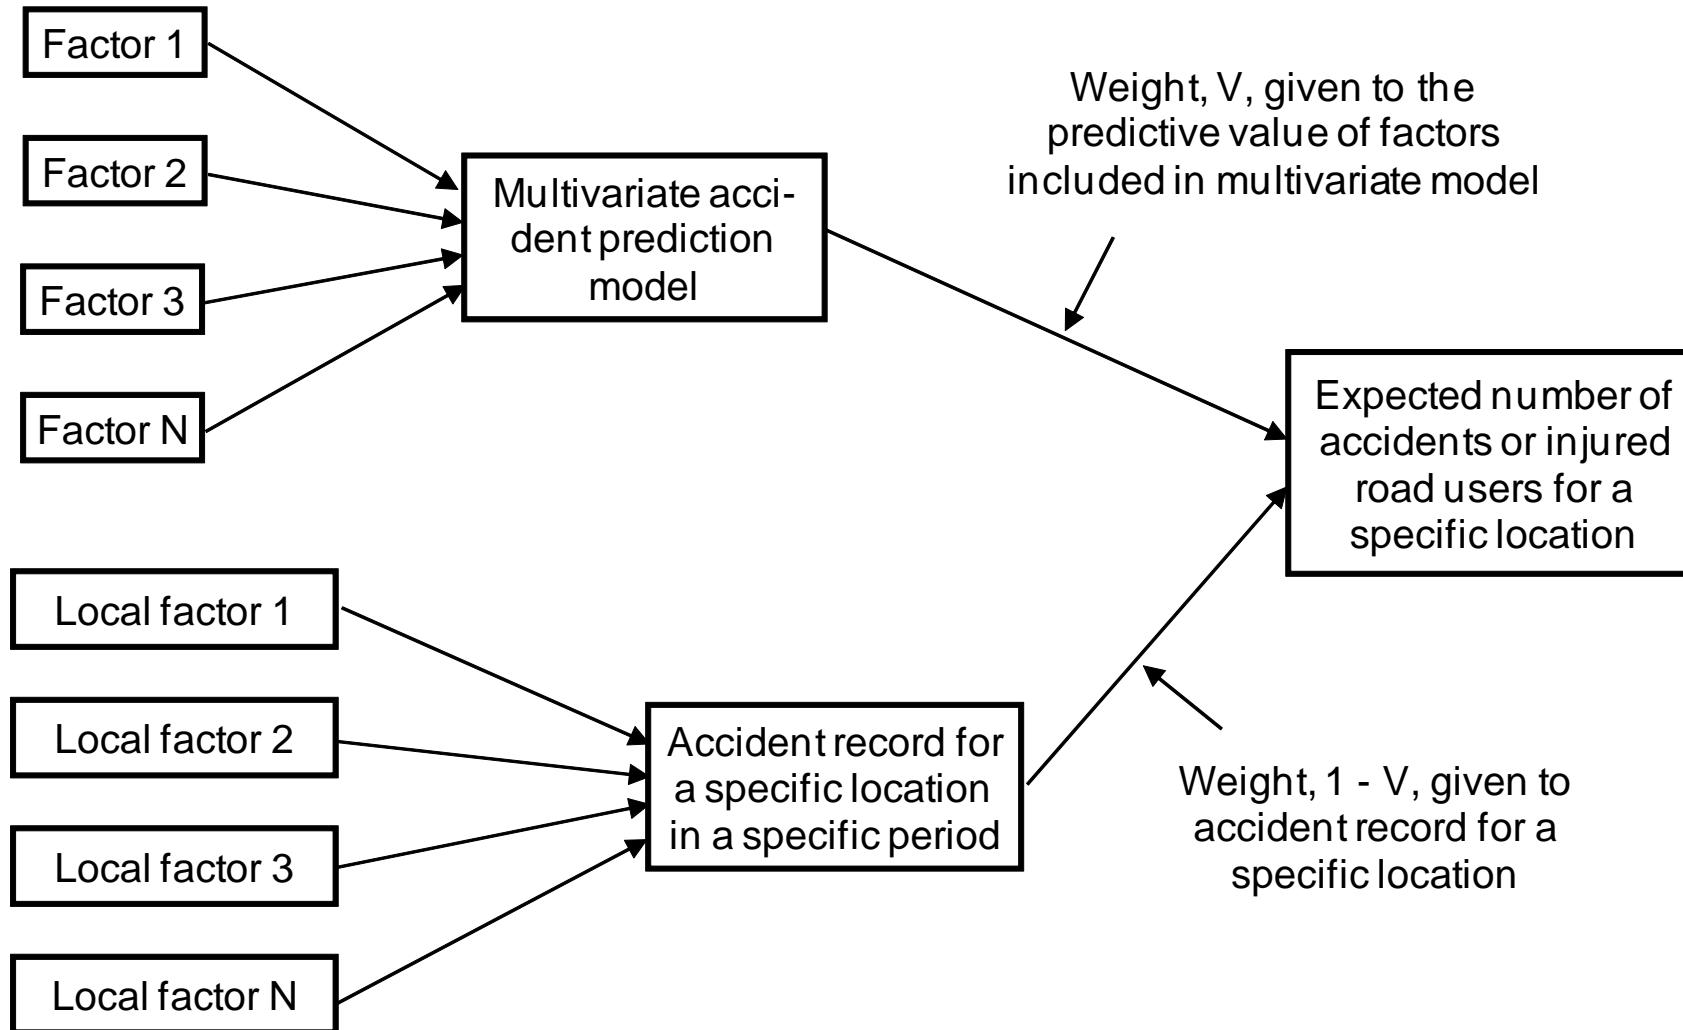 Factor 1
Factor 2
Factor 3
Factor N
Multivariate acci-
dent prediction
model
Weight, V, given to the
predictive value of factors
included in multivariate model
Expected number of
accidents or injured
road users for a
specific location
Local factor 1
Local factor 2
Local factor 3
Local factor N
Accident record for
a specific location
in a specific period
Weight, 1 - V, given to
accident record for a
specific location